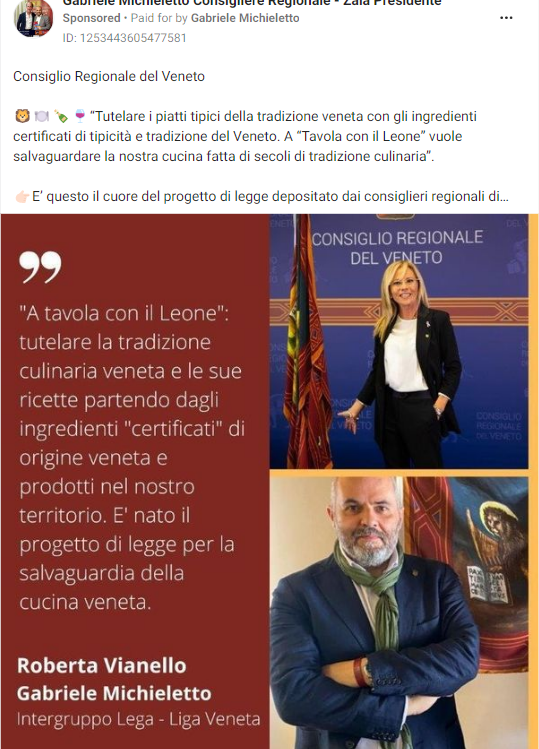 Gabriele Michieletto Consigliere Regionale - Zaia Presidente
Sponsored • Paid for by Gabriele Michieletto
ID: 1253443605477581
Consiglio Regionale del Veneto
🦁🍽️🍾🍷“Tutelare i piatti tipici della tradizione veneta con gli ingredienti
certificati di tipicità e tradizione del Veneto. A “Tavola con il Leone” vuole
salvaguardare la nostra cucina fatta di secoli di tradizione culinaria”.
👉🏻E’ questo il cuore del progetto di legge depositato dai consiglieri regionali di...
"A tavola con il Leone":
tutelare la tradizione
culinaria veneta e le sue
ricette partendo dagli
ingredienti "certificati" di
origine veneta e
prodotti nel nostro
territorio. E' nato il
progetto di legge per la
salvaguardia della
cucina veneta.
Roberta Vianello
Gabriele Michieletto
Intergruppo Lega - Liga Veneta
CONSIGLIO REGIONALE
DEL VENETO
CONSIGLIO
REGIONALE
DEL VENETO
PAX